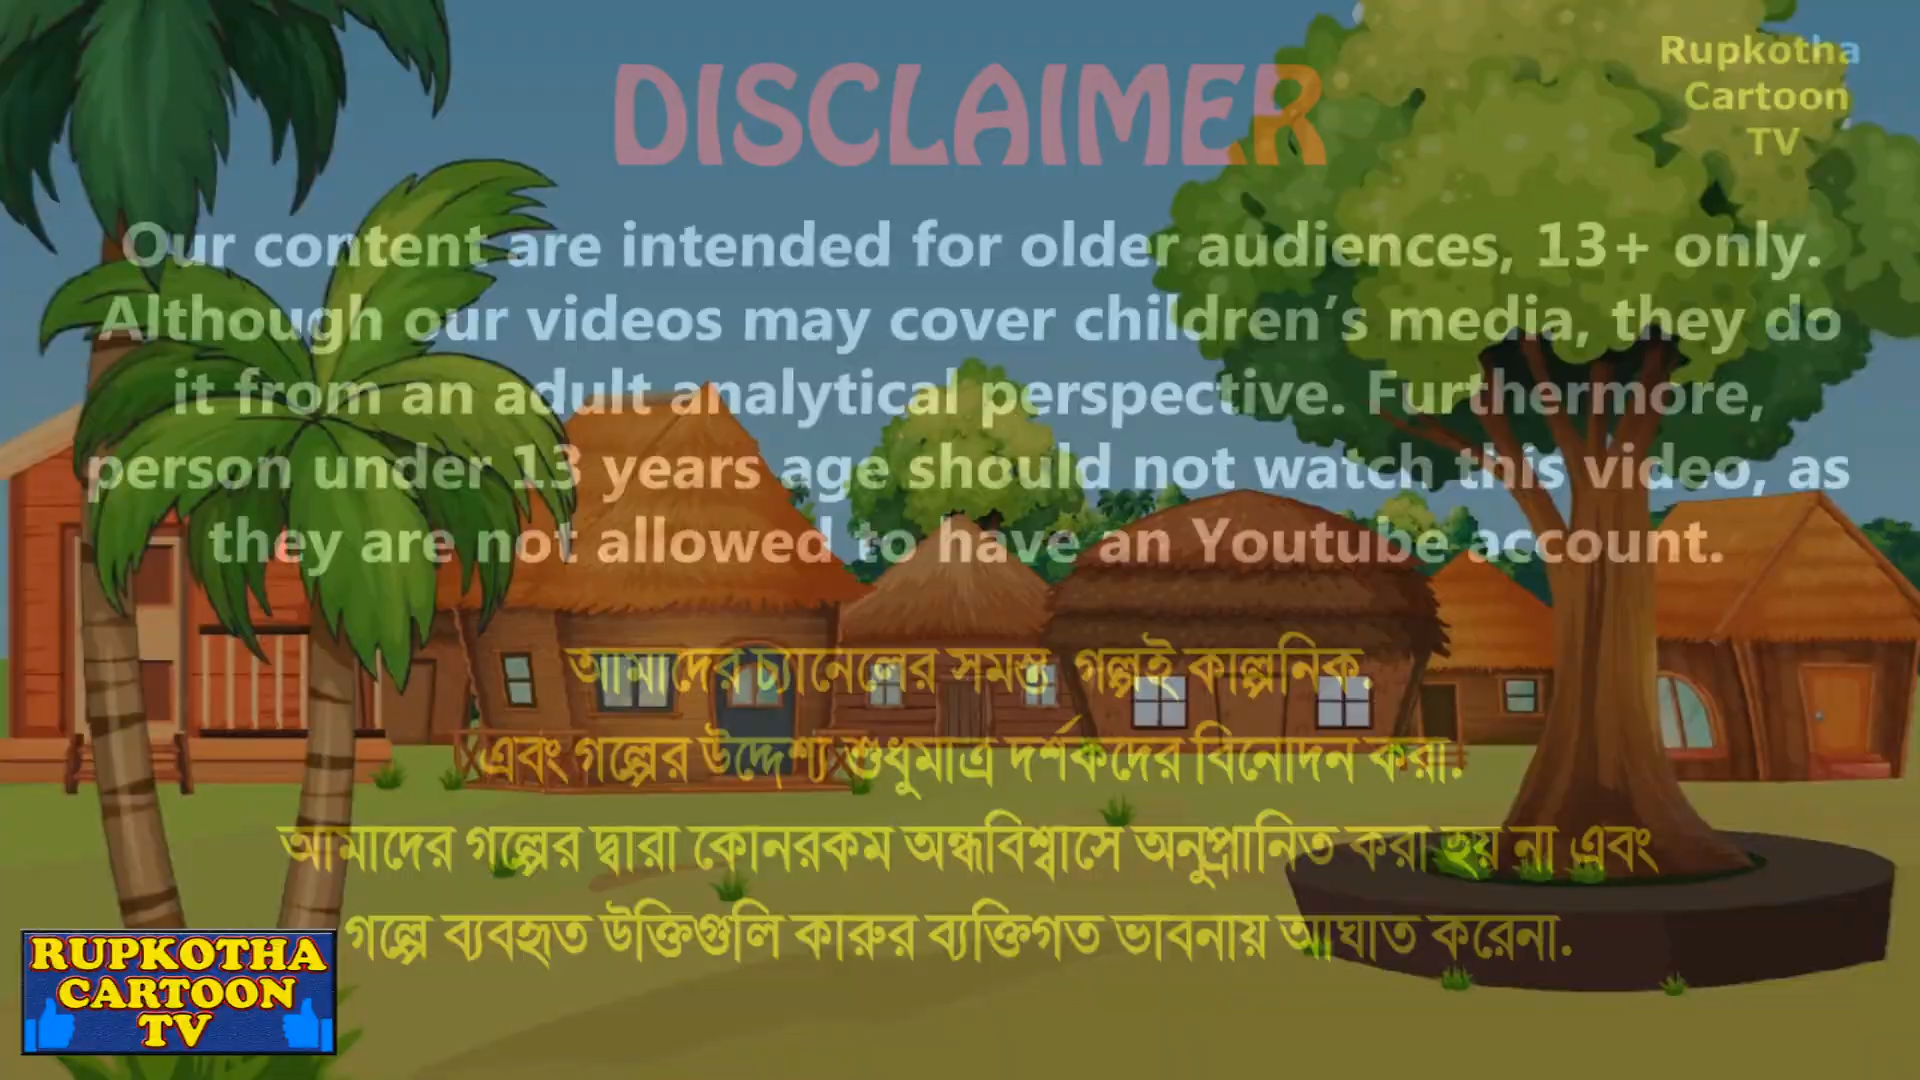 DISCLAIMER
Rupkotha
Cartoon
TV
Our content are intended for older audiences, 13+ only.
Although our videos may cover children’s media, they do
it from an adult analytical perspective. Furthermore,
person under 13 years age should not watch this video, as
they are not allowed to have an Youtube account.
আমাদের চ্যানেলের সমস্ত গল্পই কাল্পনিক.
এবং গল্পের উদ্দেশ্য শুধুমাত্র দর্শকদের বিনোদন করা.
আমাদের গল্পের দ্বারা কোনরকম অন্ধবিশ্বাসে অনুপ্রানিত করা হয় না এবং
গল্পে ব্যবহৃত উক্তিগুলি কারুর ব্যক্তিগত ভাবনায় আঘাত করেনা.
RUPKOTHA
CARTOON
TV